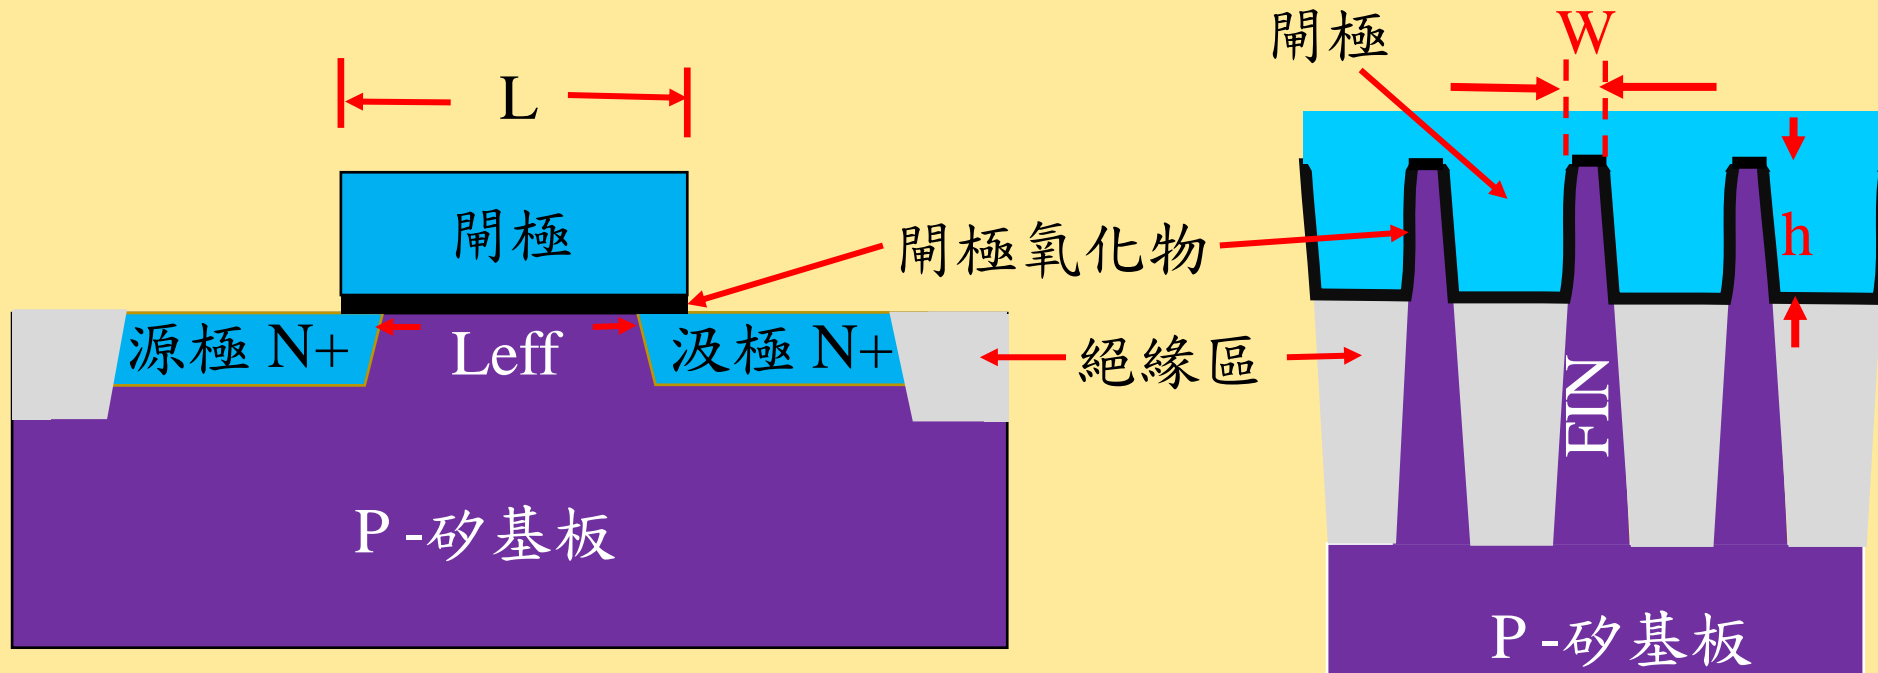 L
閘極
源極 N+
Leff
汲極 N+
P -矽基板
閘極氧化物
絕緣區
閘極
W
h
FIN
P -矽基板